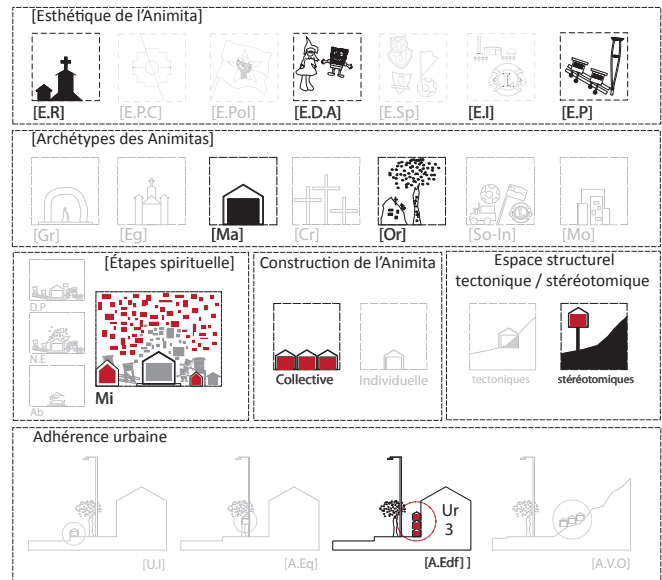 [Esthétique de l'Animita]
[E.R]
[E.P.C]
[E.Pol]
[E.D.A]
[E.Sp]
L
[E.I]
[E.P]
[Archétypes des Animitas]
[Gr]
[Eg]
[Ma]
[Cr]
[Or]
[So-In]
[Mo]
[Étapes spirituelle]
D.P
N.E
Ab
Mi
Construction de l'Animita
Collective
Individuelle
Espace structurel
tectonique / stéréotomique
tectoniques
stéréotomiques
Adhérence urbaine
[U.I]
[A.Eq]
Ur
3
[A.Edf] ]
[A.V.O]